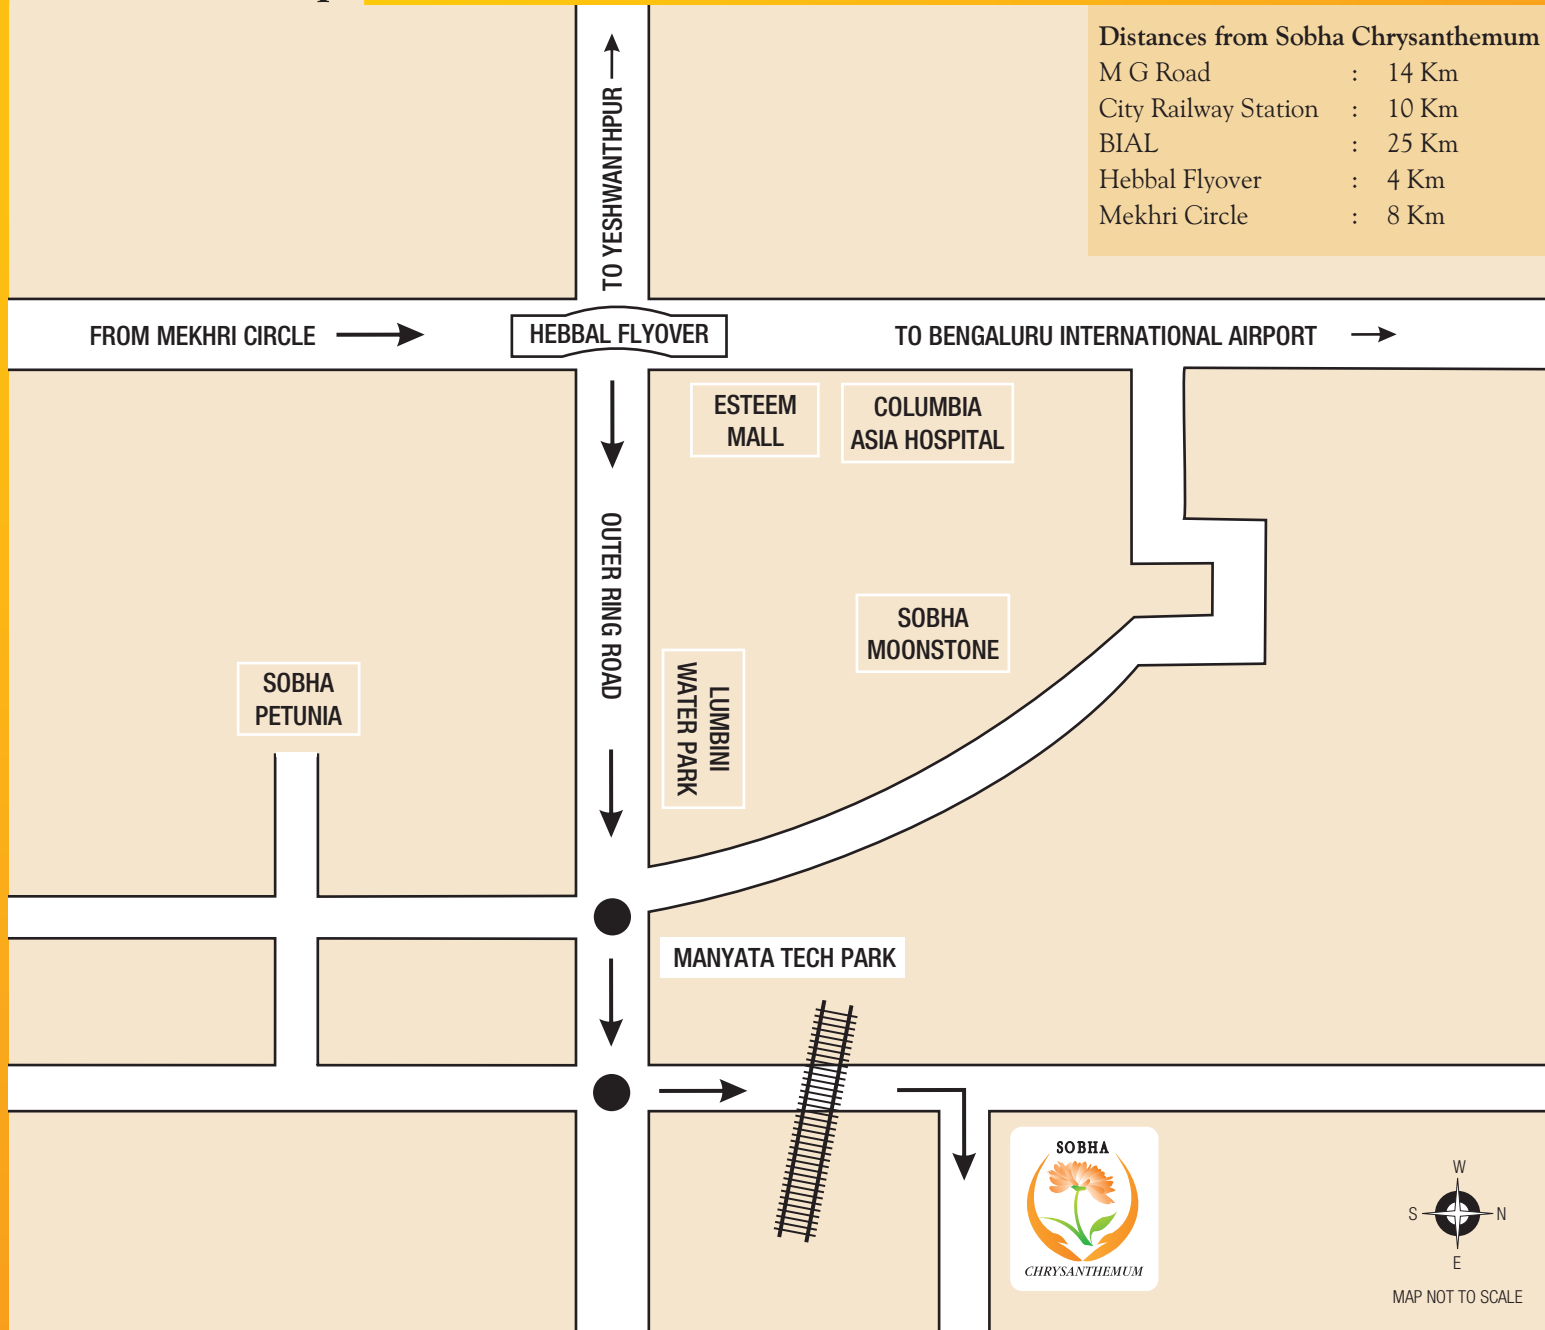 Distances from Sobha Chrysanthemum
M G Road : 14 Km
City Railway Station : 10 Km
BIAL : 25 Km
Hebbal Flyover : 4 Km
Mekhri Circle : 8 Km
TO YESHWANTHPUR
FROM MEKHRI CIRCLE
HEBBAL FLYOVER
TO BENGALURU INTERNATIONAL AIRPORT
ESTEEM
MALL
COLUMBIA
ASIA HOSPITAL
OUTER RING ROAD
SOBHA
MOONSTONE
LUMBINI
WATER PARK
SOBHA
PETUNIA
MANYATA TECH PARK
SOBHA
CHRYSANTHEMUM
W
S
N
E
MAP NOT TO SCALE